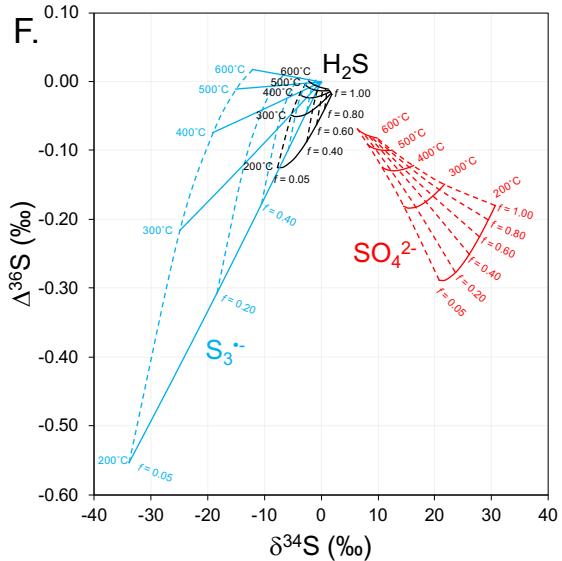 F.
0.10
0.00
-0.10
-0.20
-0.30
-0.40
-0.50
-0.60
Δ³⁶S (‰)
-40
-30
-20
-10
0
10
20
30
40
δ³⁴S (‰)
H₂S
600˚C
500˚C
400˚C
300˚C
200˚C
f = 1.00
f = 0.80
f = 0.60
f = 0.40
f = 0.05
S₃•-
600˚C
500˚C
400˚C
300˚C
200˚C
f = 0.40
f = 0.20
f = 0.05
SO₄²⁻
600˚C
500˚C
400˚C
300˚C
200˚C
f = 1.00
f = 0.80
f = 0.60
f = 0.40
f = 0.20
f = 0.05